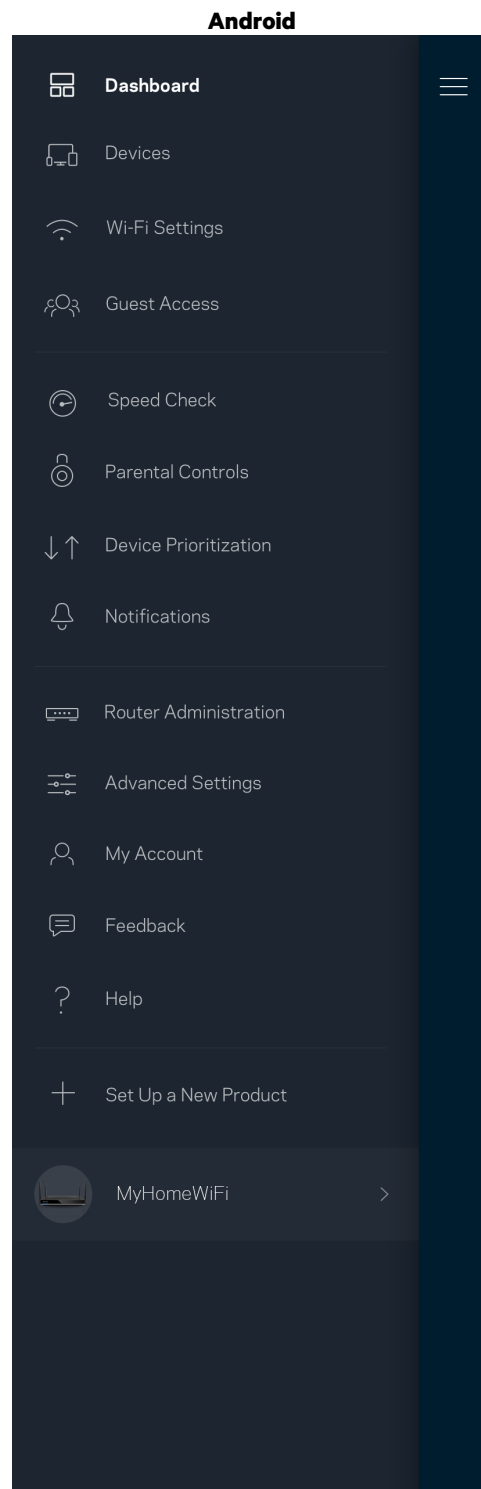 Android
Dashboard
Devices
Wi-Fi Settings
Guest Access
Speed Check
Parental Controls
Device Prioritization
Notifications
Router Administration
Advanced Settings
My Account
Feedback
Help
Set Up a New Product
MyHomeWiFi